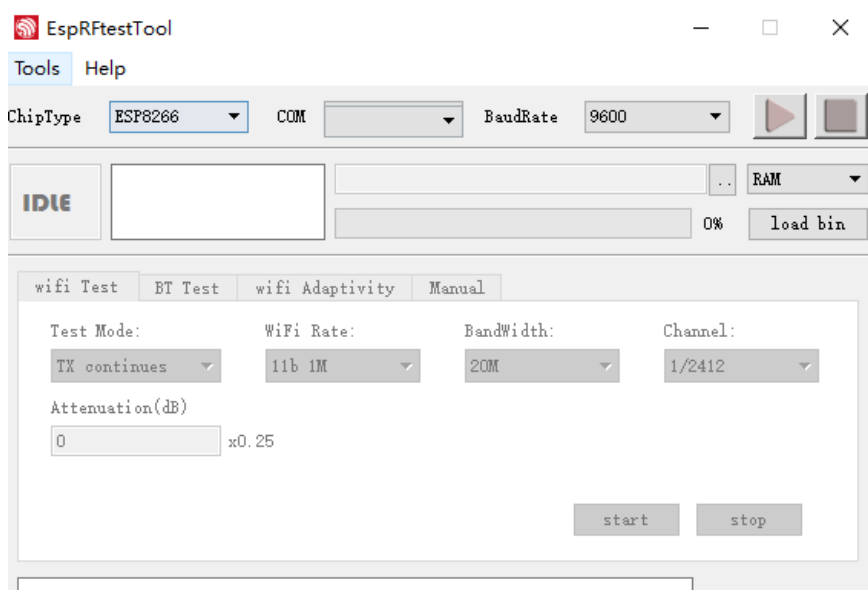 EspRFtestTool
Tools Help
ChipType ESP8266 COM BaudRate 9600
IDLE .. RAM
0% load bin
wifi Test BT Test wifi Adaptivity Manual
Test Mode: WiFi Rate: BandWidth: Channel:
TX continues 11b 1M 20M 1/2412
Attenuation(dB)
0 x0.25
start stop